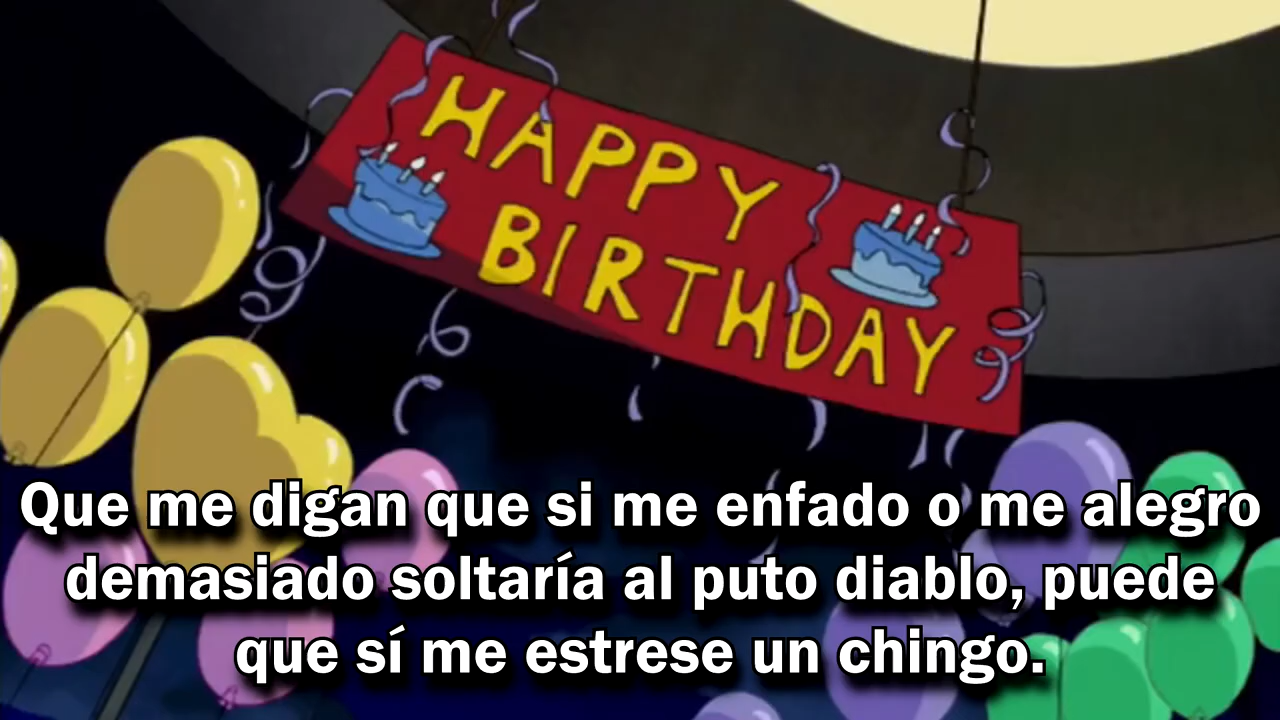 HAPPY
BIRTHDAY
Que me digan que si me enfado o me alegro
demasiado soltaría al puto diablo, puede
que sí me estrese un chingo.